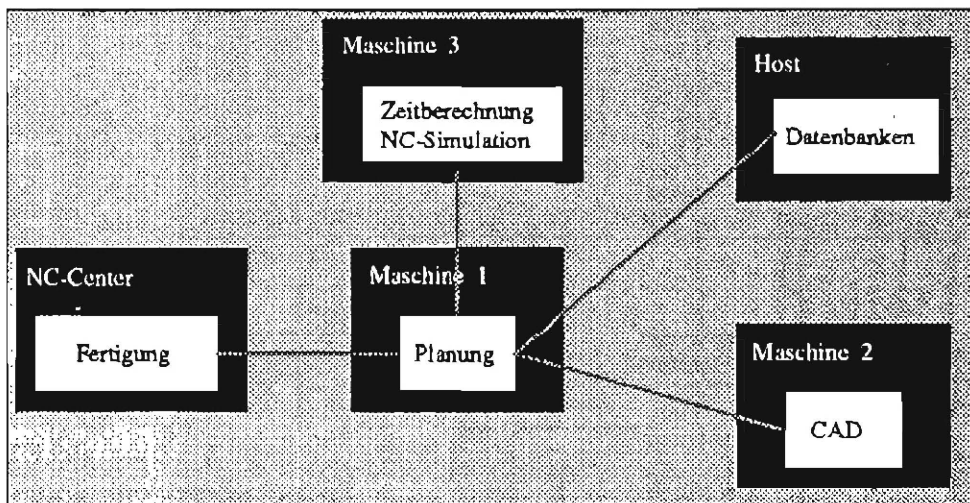 Maschine 3
Zeitberechnung
NC-Simulation
Host
Datenbanken
NC-Center
Fertigung
Maschine 1
Planung
Maschine 2
CAD